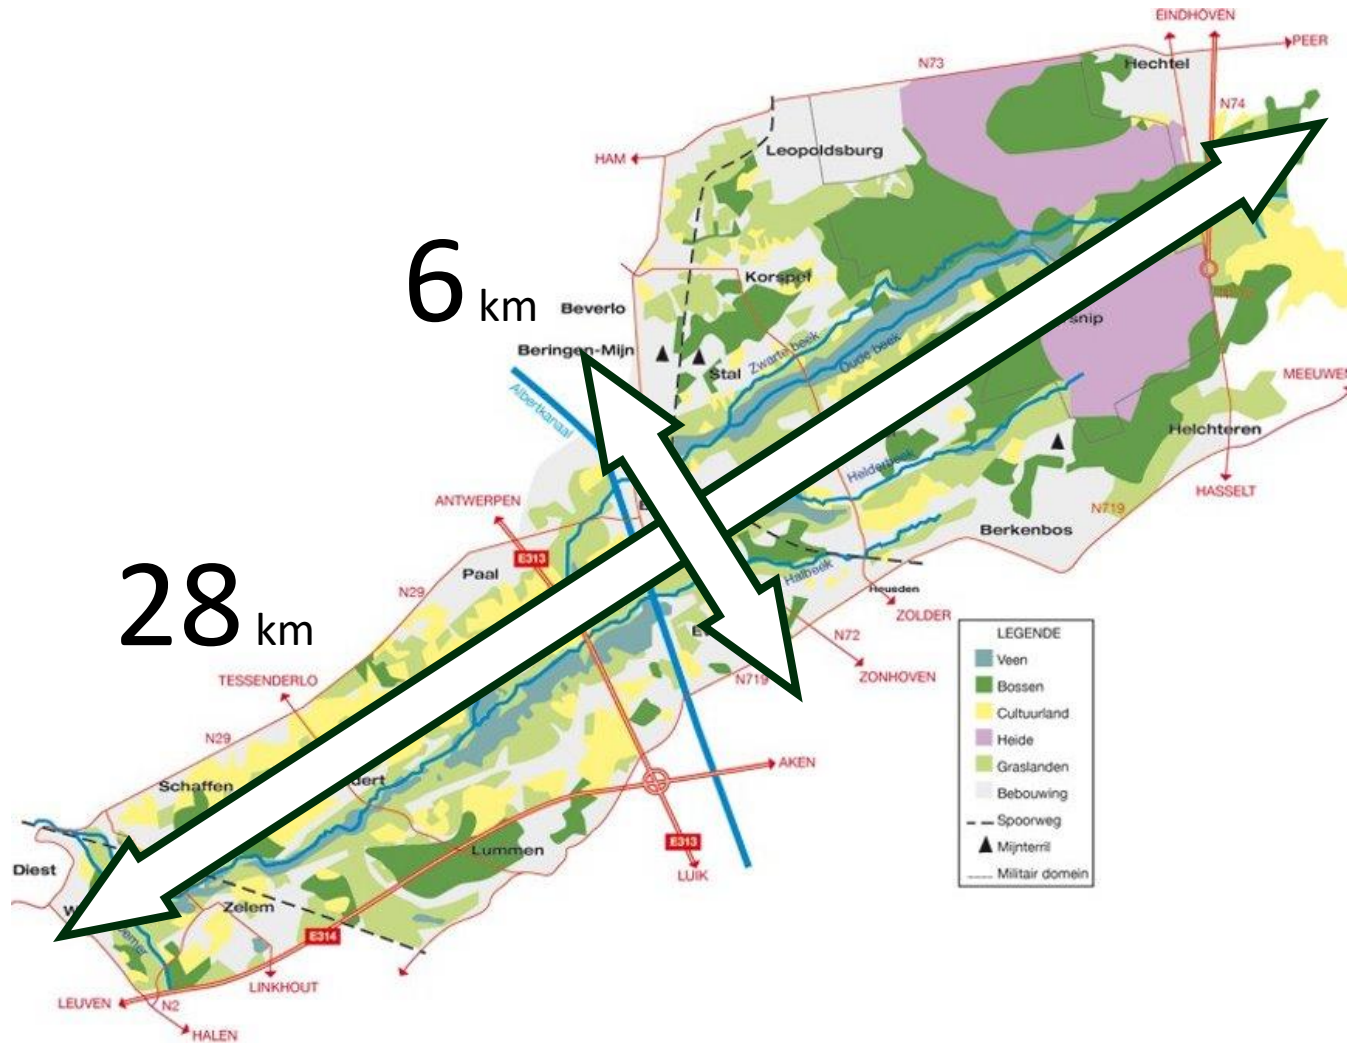 EINDHOVEN
PEER
Hechtel
N73
N74
Leopoldsburg
HAM
6 km
Korspel
Beverlo
Beringen-Mijn
Stal
Zwarte beek
Oude beek
MEEUWEN
Albertkanaal
Helchteren
Helderbeek
HASSELT
ANTWERPEN
N719
Berkenbos
E313
Paal
Halbeek
28 km
N29
Heusden
ZOLDER
N72
ZONHOVEN
TESSENDERLO
N719
N29
AKEN
Schaffen
E313
Lummen
LUIK
Diest
Zelem
E314
LINKHOUT
LEUVEN
N2
HALEN
LEGENDE
Veen
Bossen
Cultuurland
Heide
Graslanden
Bebouwing
Spoorweg
Mijnterril
Militair domein